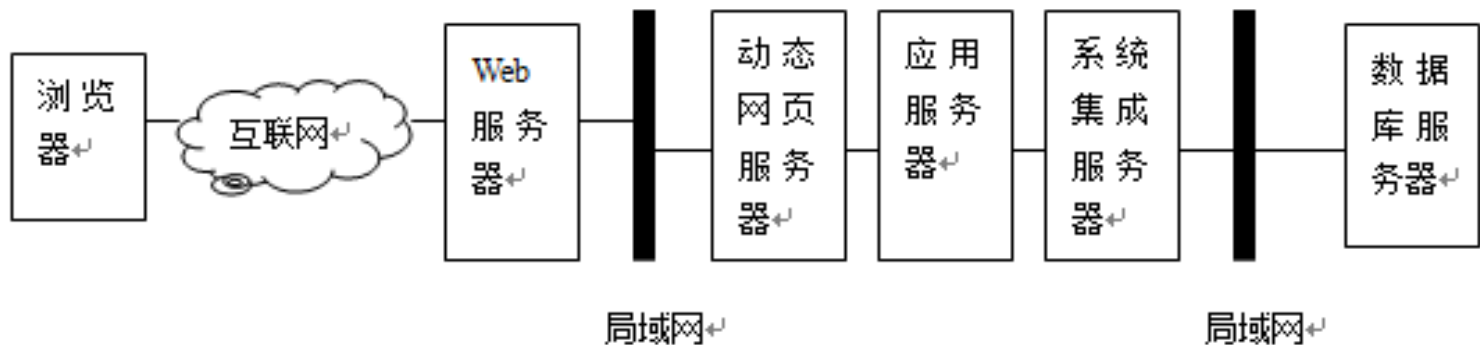 浏览
器
互联网
Web
服务
器
动态
网页
服务
器
应用
服务
器
系统
集成
服务
器
数据
库服
务器
局域网
局域网